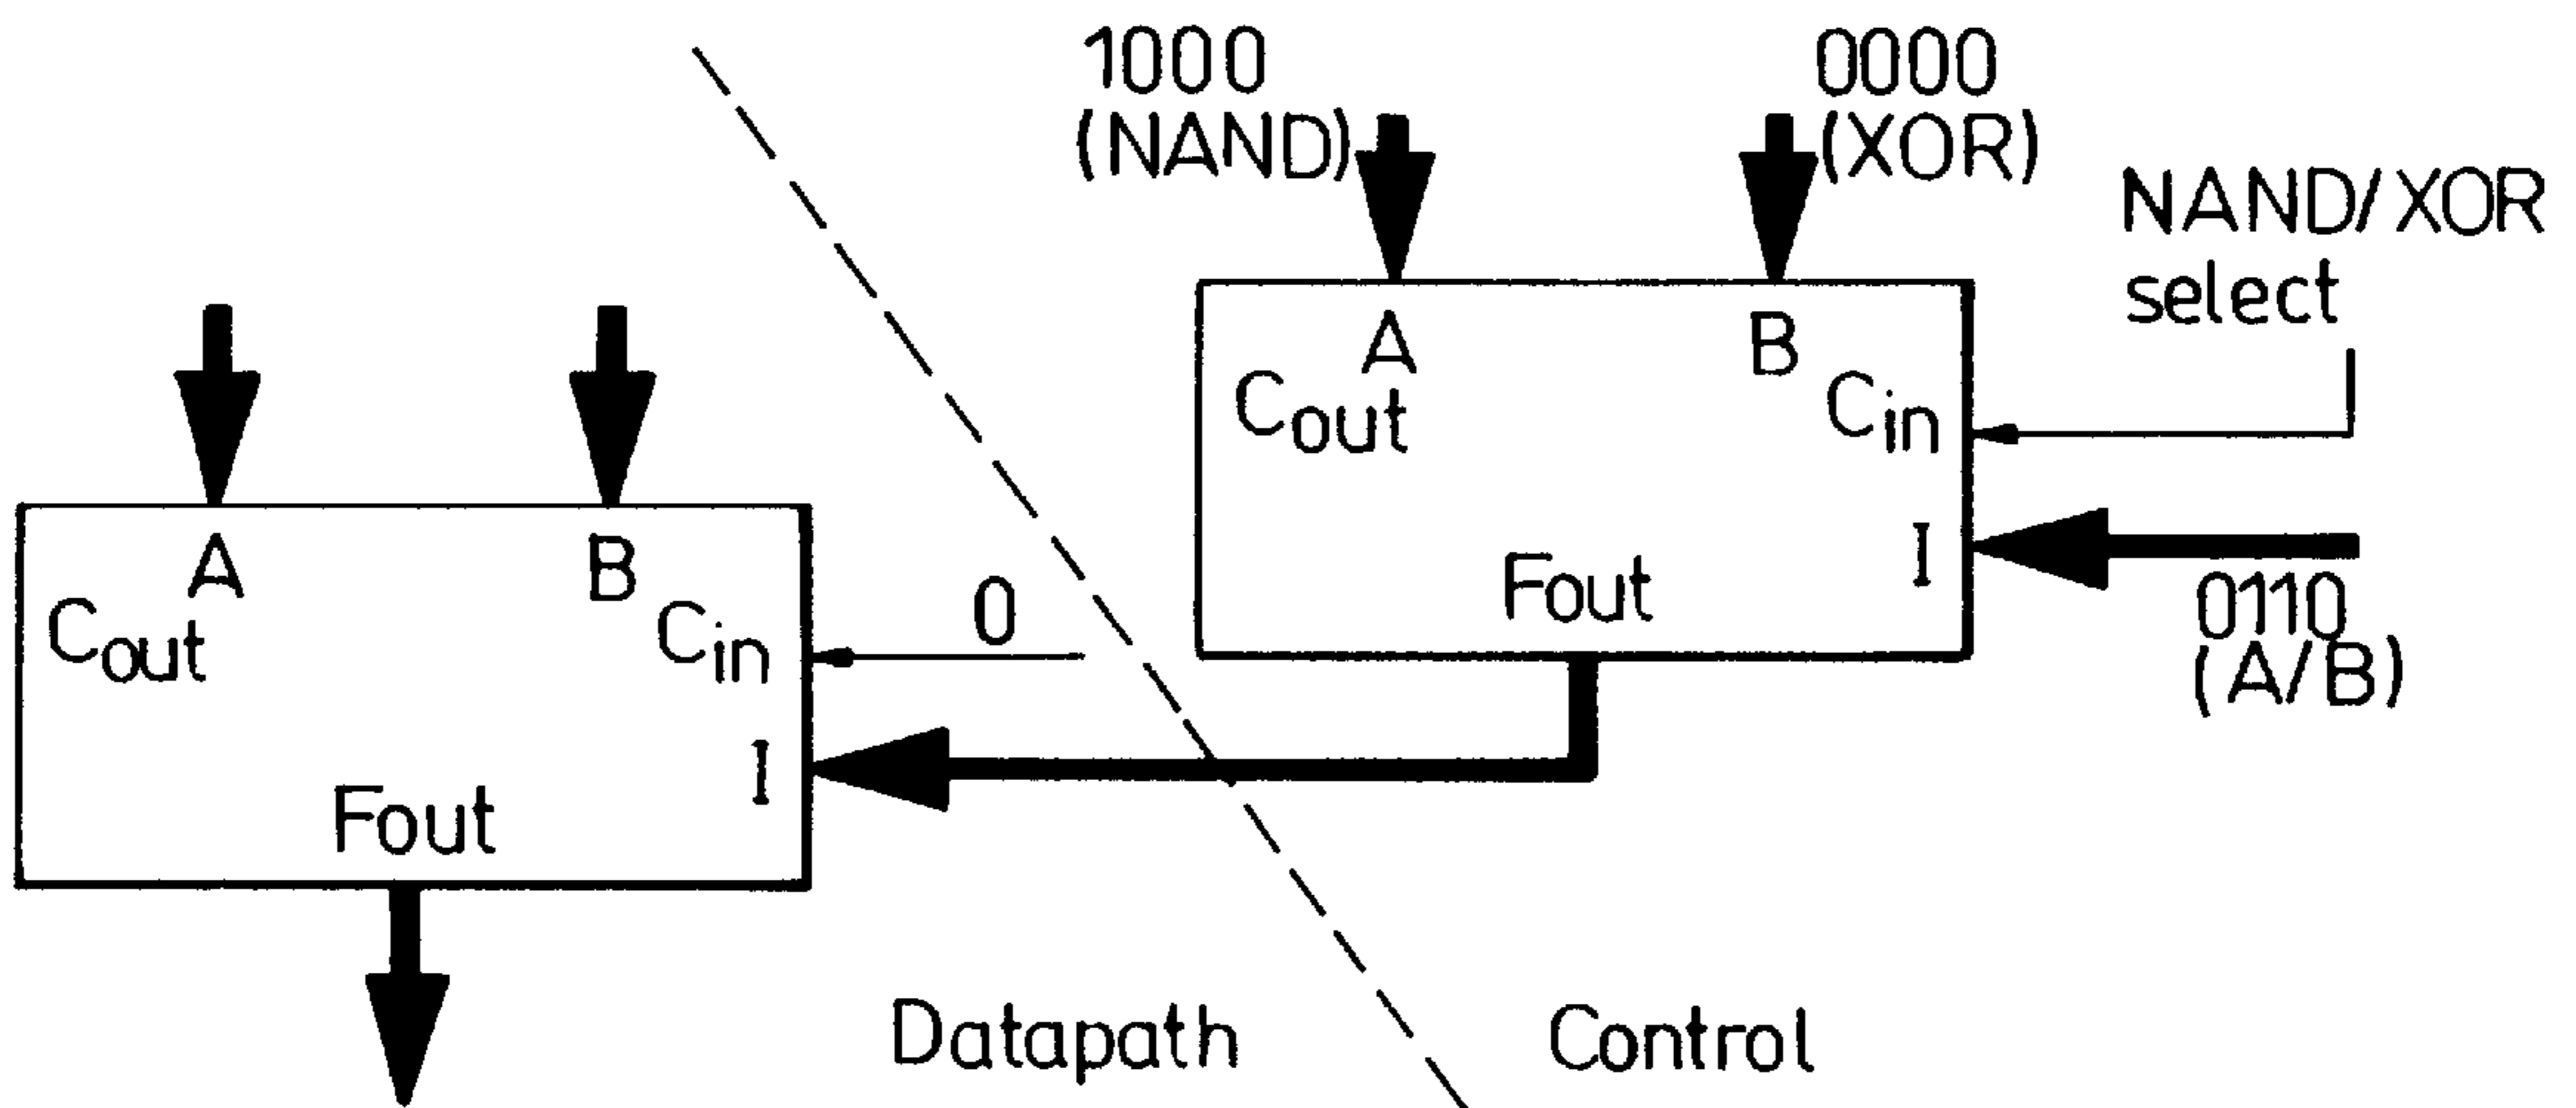 1000
(NAND)
0000
(XOR)
NAND/XOR
select
A
B
Cout
Cin
I
Fout
0110
(A/B)
A
B
Cout
Cin
0
I
Fout
Datapath
Control